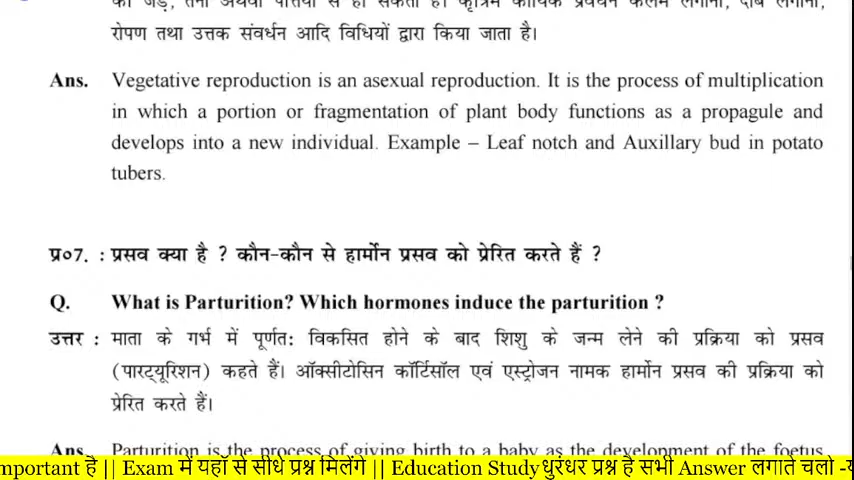 रोपण तथा उत्तक संवर्धन आदि विधियों द्वारा किया जाता है।
Ans. Vegetative reproduction is an asexual reproduction. It is the process of multiplication
in which a portion or fragmentation of plant body functions as a propagule and
develops into a new individual. Example – Leaf notch and Auxillary bud in potato
tubers.
प्र०7. : प्रसव क्या है ? कौन-कौन से हार्मोन प्रसव को प्रेरित करते हैं ?
Q. What is Parturition? Which hormones induce the parturition ?
उत्तर : माता के गर्भ में पूर्णत: विकसित होने के बाद शिशु के जन्म लेने की प्रक्रिया को प्रसव
(पारट्यूरिशन) कहते हैं। ऑक्सीटोसिन कॉर्टिसॉल एवं एस्ट्रोजन नामक हार्मोन प्रसव की प्रक्रिया को
प्रेरित करते हैं।
Ans. Parturition is the process of giving birth to a baby as the development of the foetus
mportant है || Exam में यहाँ से सीधे प्रश्न मिलेंगे || Education Study धुरंधर प्रश्न है सभी Answer लगाते चलो -